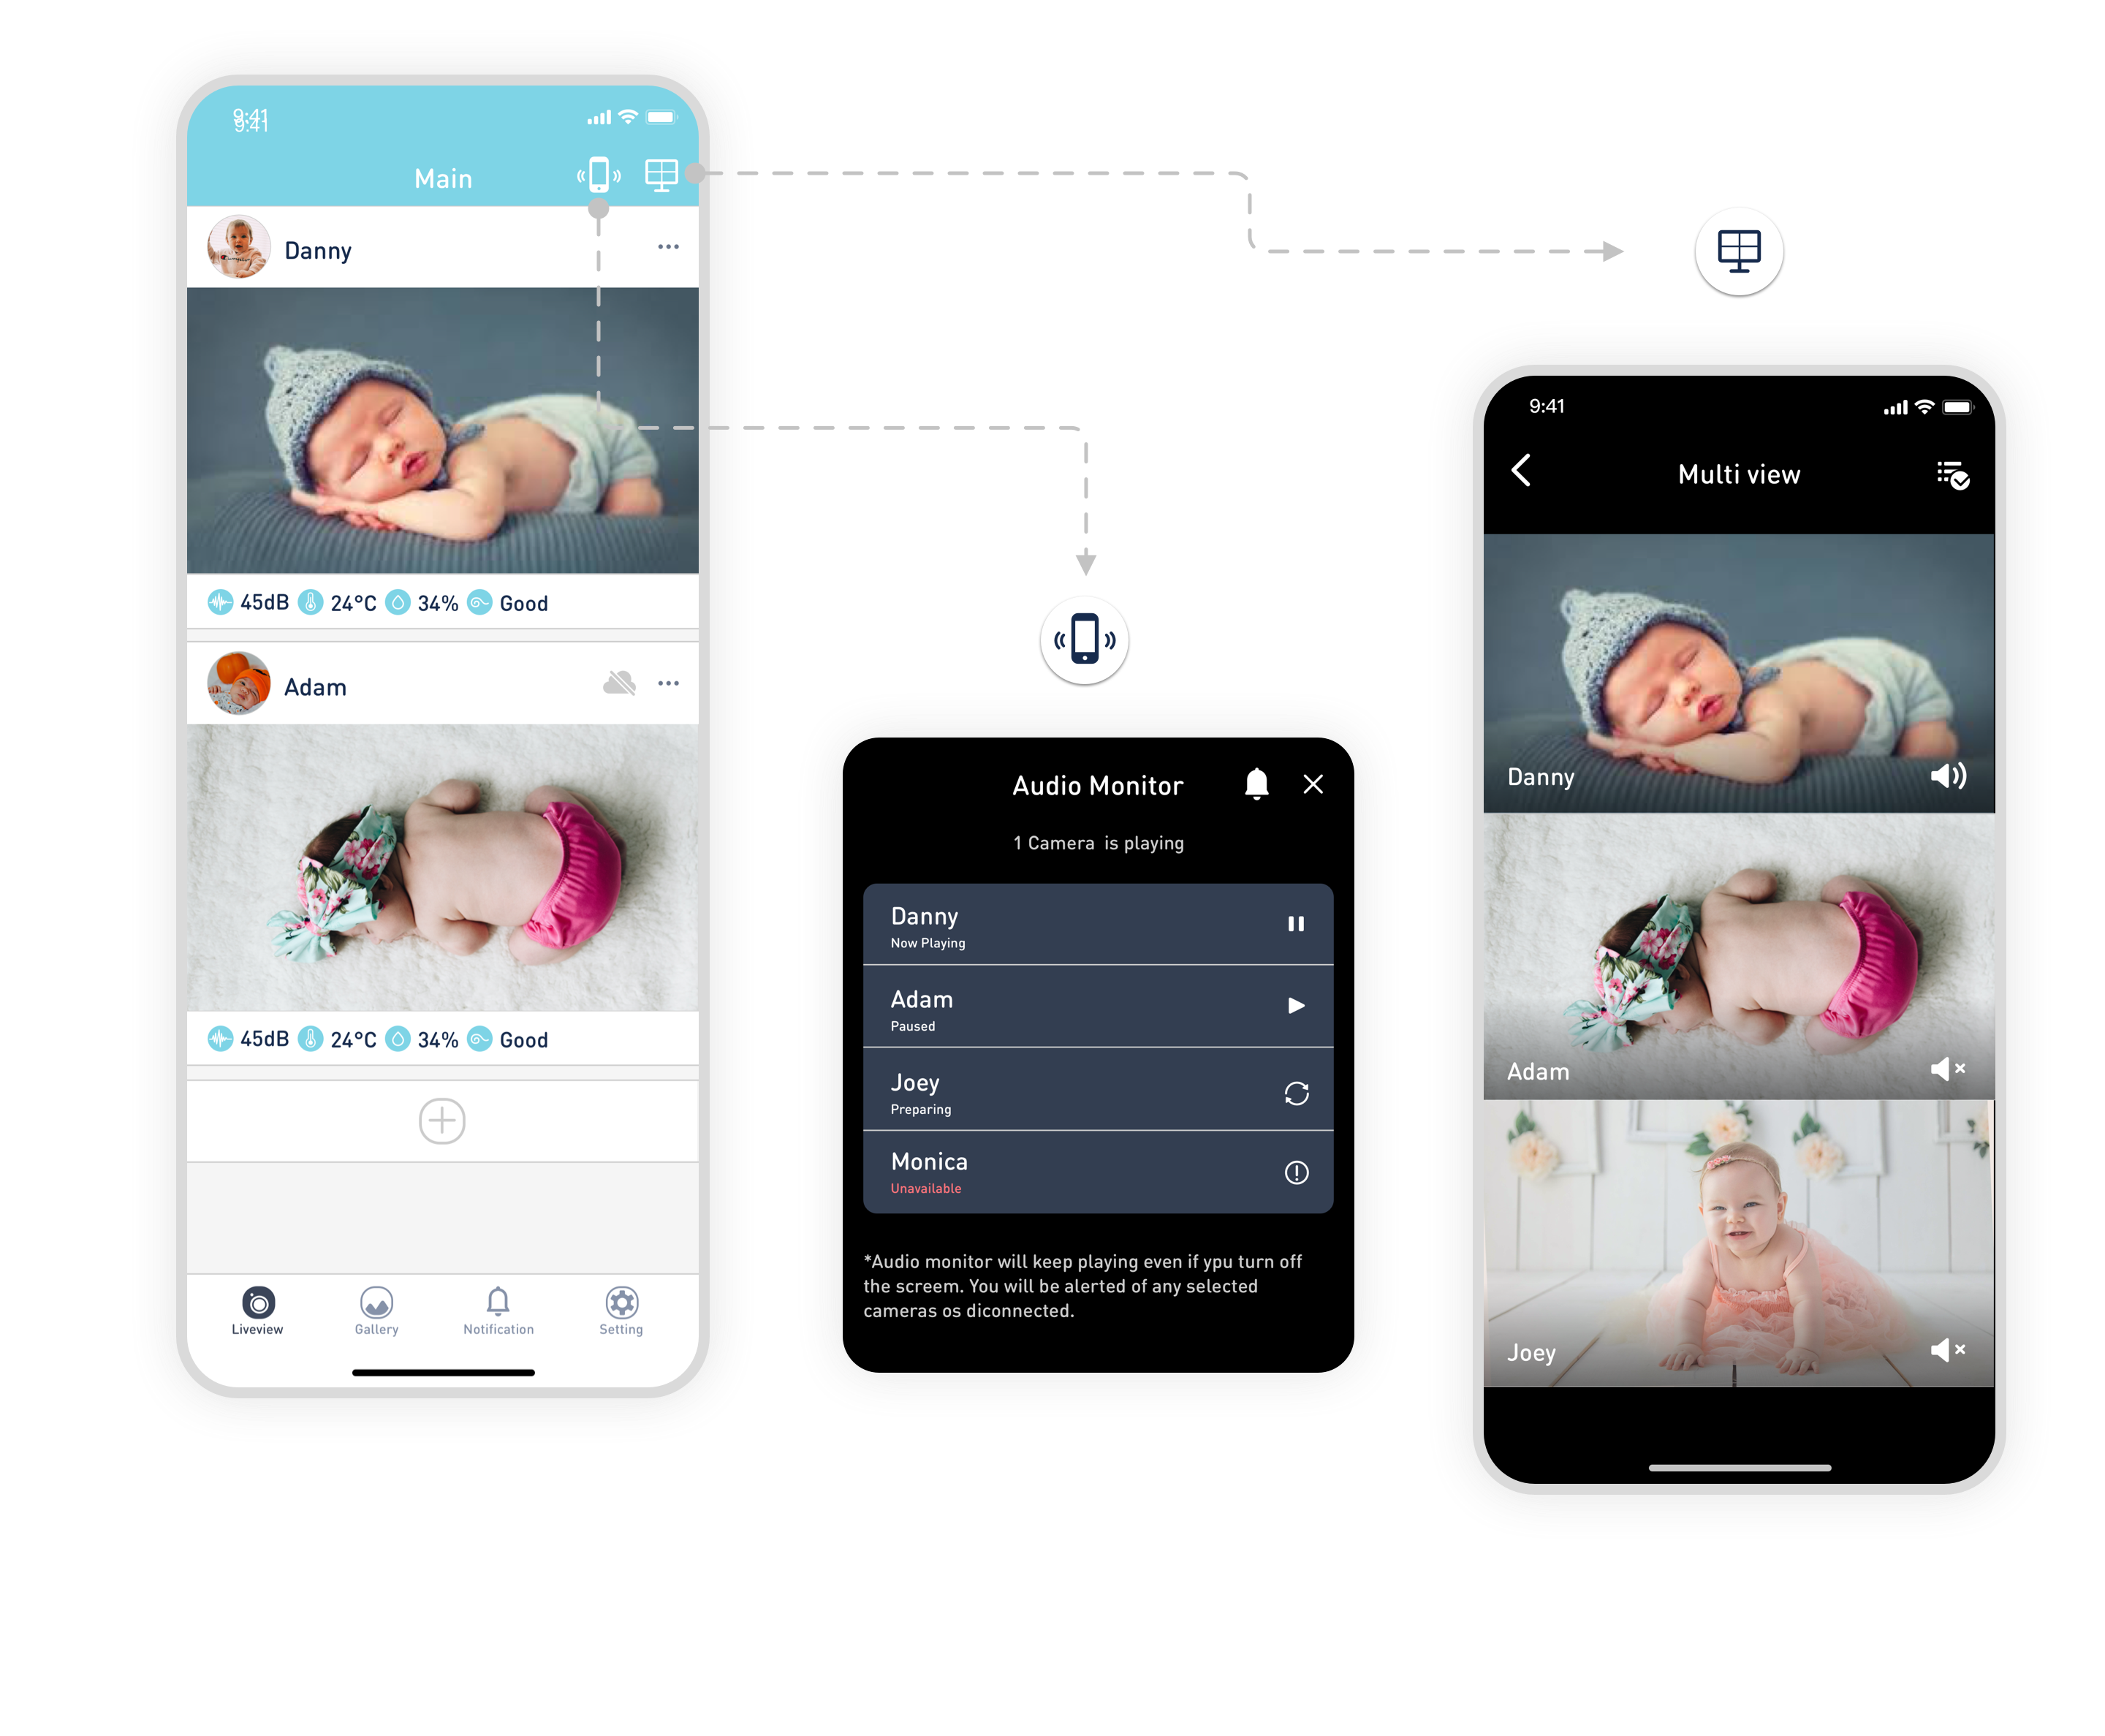 9:41
9:41
Main
Danny
45dB 24°C 34% Good
Adam
45dB 24°C 34% Good
Liveview Gallery Notification Setting
Audio Monitor
1 Camera is playing
Danny
Now Playing
Adam
Paused
Joey
Preparing
Monica
Unavailable
*Audio monitor will keep playing even if ypu turn off
the screem. You will be alerted of any selected
cameras os diconnected.
9:41
Multi view
Danny
Adam
Joey